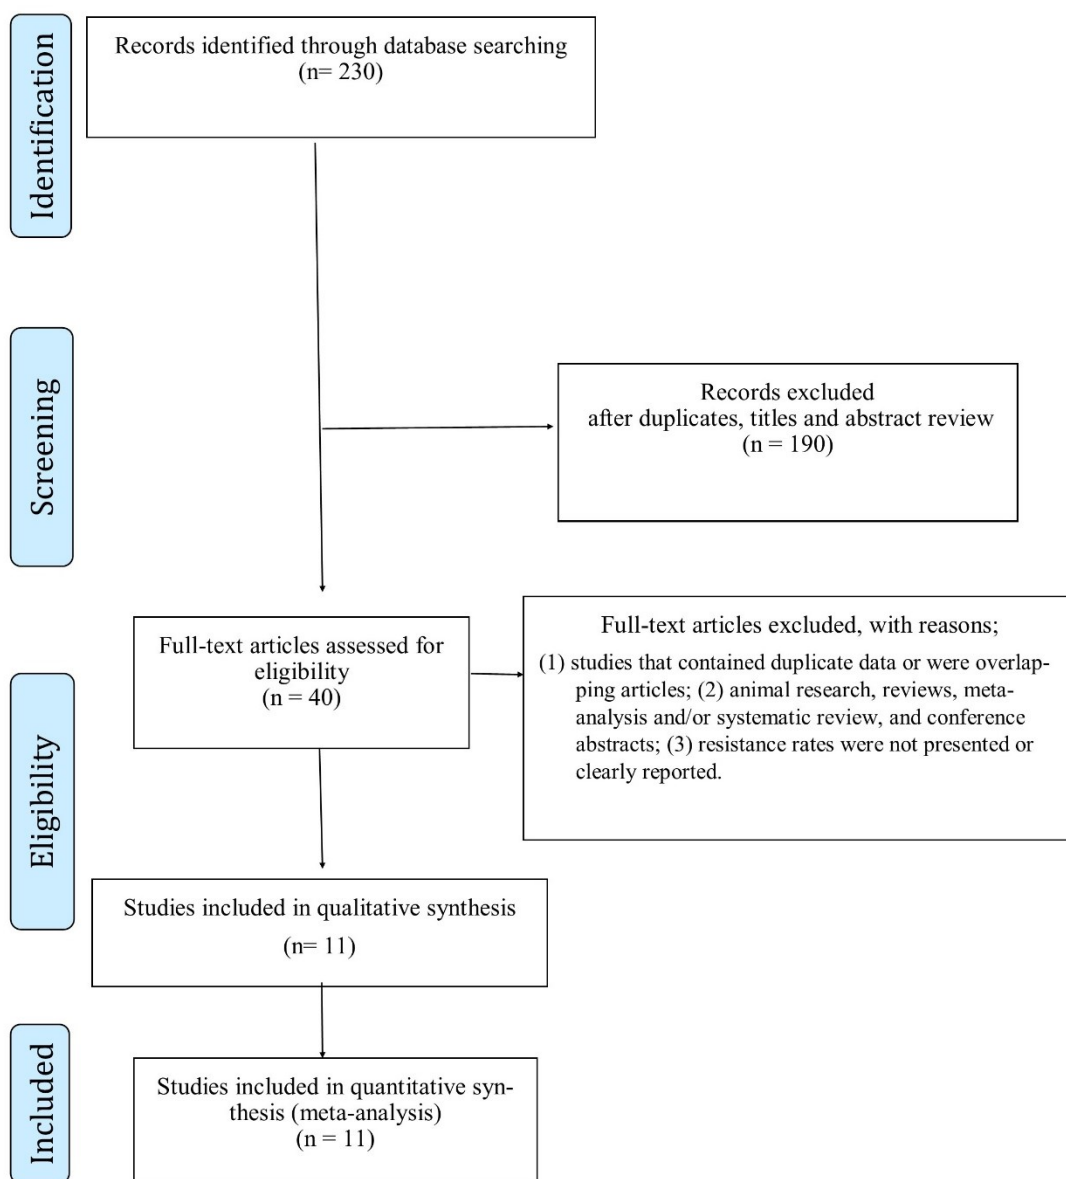 Identification
Records identified through database searching
(n= 230)
Screening
Records excluded
after duplicates, titles and abstract review
(n = 190)
Eligibility
Full-text articles assessed for
eligibility
(n = 40)
Full-text articles excluded, with reasons;
(1) studies that contained duplicate data or were overlap-
ping articles; (2) animal research, reviews, meta-
analysis and/or systematic review, and conference
abstracts; (3) resistance rates were not presented or
clearly reported.
Studies included in qualitative synthesis
(n= 11)
Included
Studies included in quantitative syn-
thesis (meta-analysis)
(n = 11)